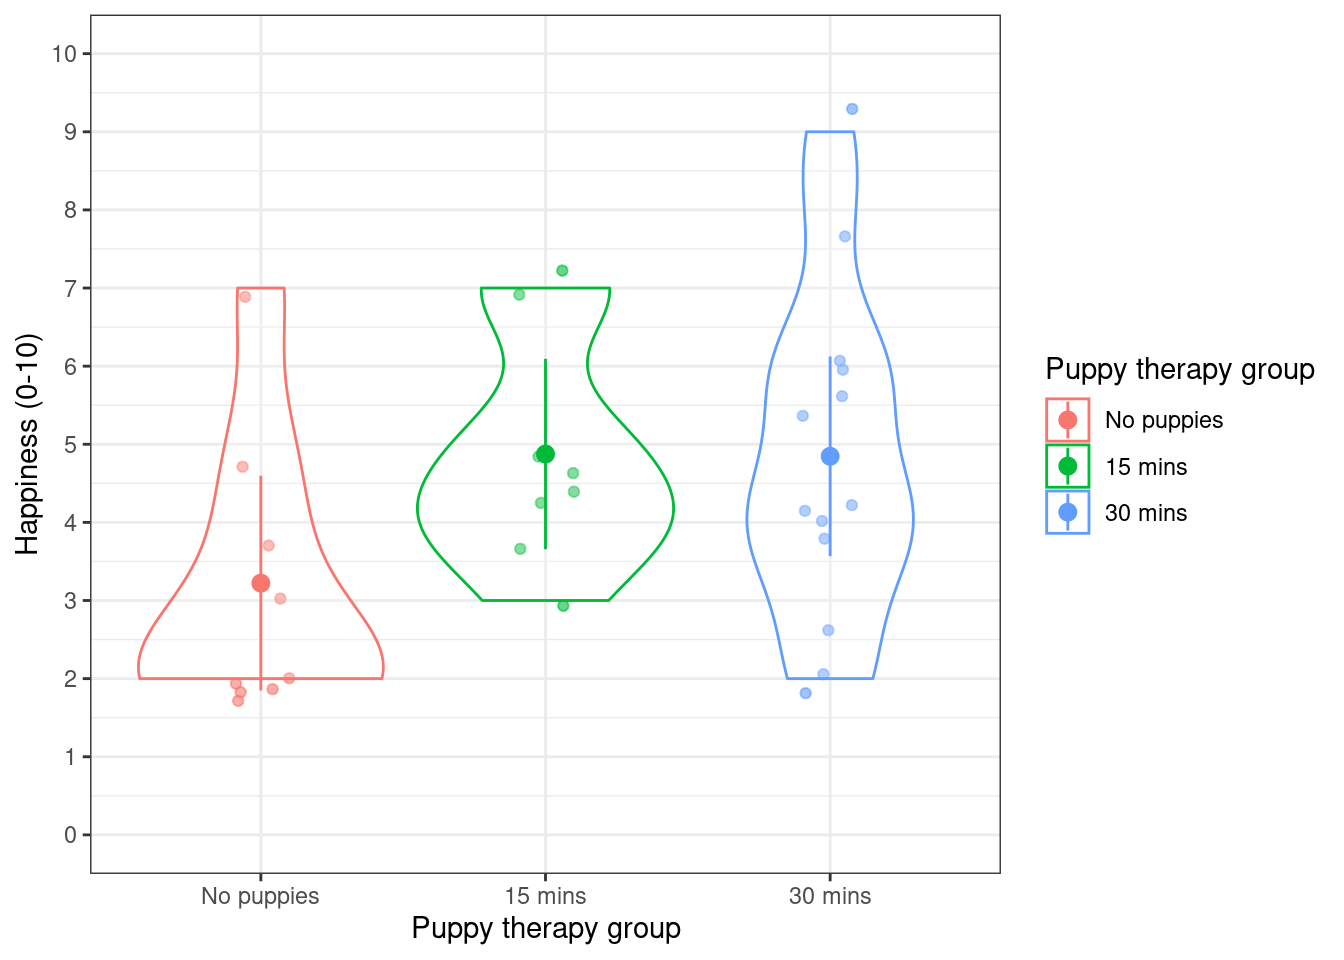 10
9
8
7
6
5
4
3
2
1
0
Happiness (0-10)
No puppies
15 mins
30 mins
Puppy therapy group
Puppy therapy group
No puppies
15 mins
30 mins